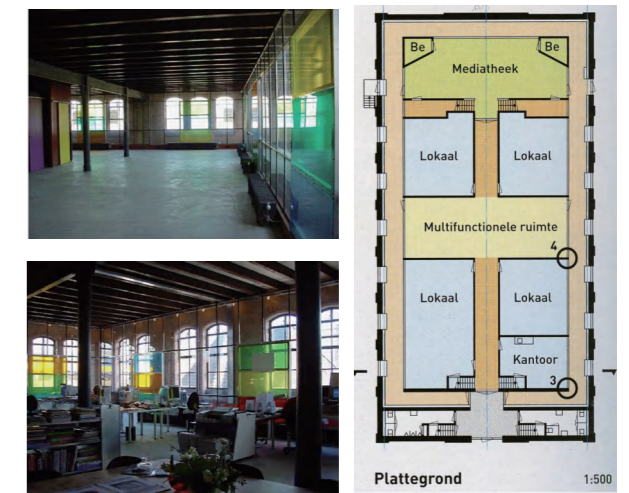 Be
Be
Mediatheek
Lokaal
Lokaal
Multifunctionele ruimte
4
Lokaal
Lokaal
Kantoor
3
Plattegrond
1:500